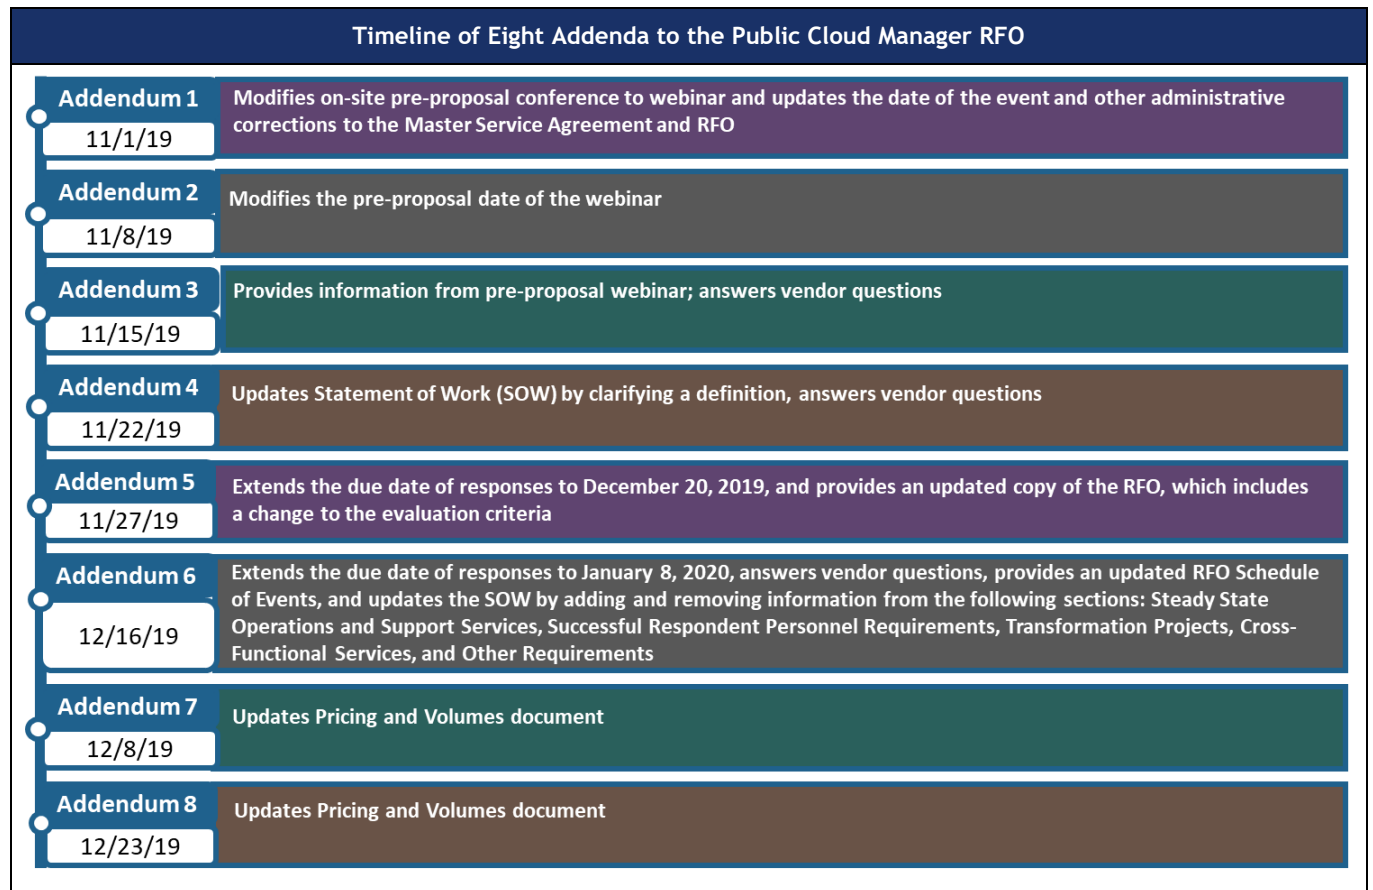 Timeline of Eight Addenda to the Public Cloud Manager RFO
Addendum 1
11/1/19
Modifies on-site pre-proposal conference to webinar and updates the date of the event and other administrative
corrections to the Master Service Agreement and RFO
Addendum 2
11/8/19
Modifies the pre-proposal date of the webinar
Addendum 3
11/15/19
Provides information from pre-proposal webinar; answers vendor questions
Addendum 4
11/22/19
Updates Statement of Work (SOW) by clarifying a definition, answers vendor questions
Addendum 5
11/27/19
Extends the due date of responses to December 20, 2019, and provides an updated copy of the RFO, which includes
a change to the evaluation criteria
Addendum 6
12/16/19
Extends the due date of responses to January 8, 2020, answers vendor questions, provides an updated RFO Schedule
of Events, and updates the SOW by adding and removing information from the following sections: Steady State
Operations and Support Services, Successful Respondent Personnel Requirements, Transformation Projects, Cross-
Functional Services, and Other Requirements
Addendum 7
12/8/19
Updates Pricing and Volumes document
Addendum 8
12/23/19
Updates Pricing and Volumes document